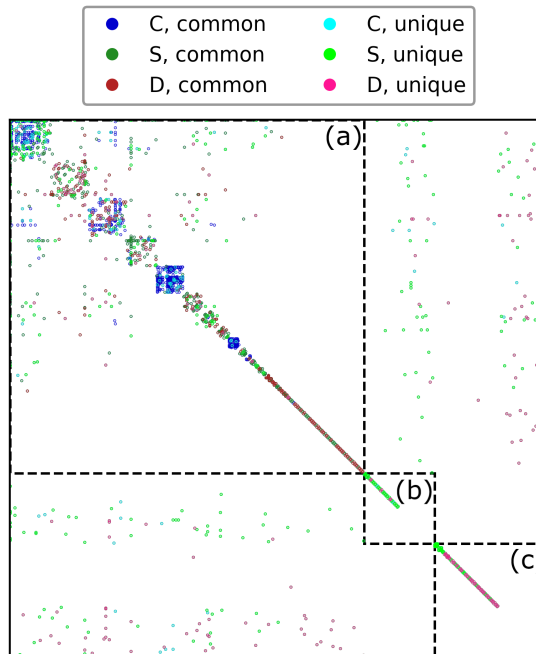 C, common C, unique
S, common S, unique
D, common D, unique
(a)
(b)
(c